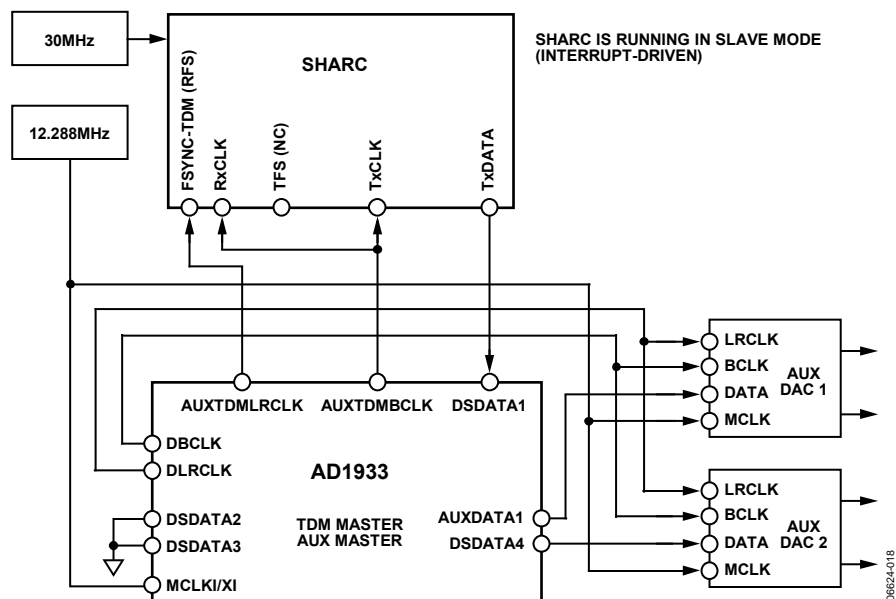 30MHz
12.288MHz
SHARC
SHARC IS RUNNING IN SLAVE MODE
(INTERRUPT-DRIVEN)
FSYNC-TDM (RFS)
RxCLK
TFS (NC)
TxCLK
TxDATA
AUXTDMLRCLK
AUXTDMBCLK
DSDATA1
DBCLK
DLRCLK
DSDATA2
DSDATA3
MCLKI/XI
AD1933
TDM MASTER
AUX MASTER
AUXDATA1
DSDATA4
LRCLK
BCLK
DATA
MCLK
AUX
DAC 1
LRCLK
BCLK
DATA
MCLK
AUX
DAC 2
06624-018